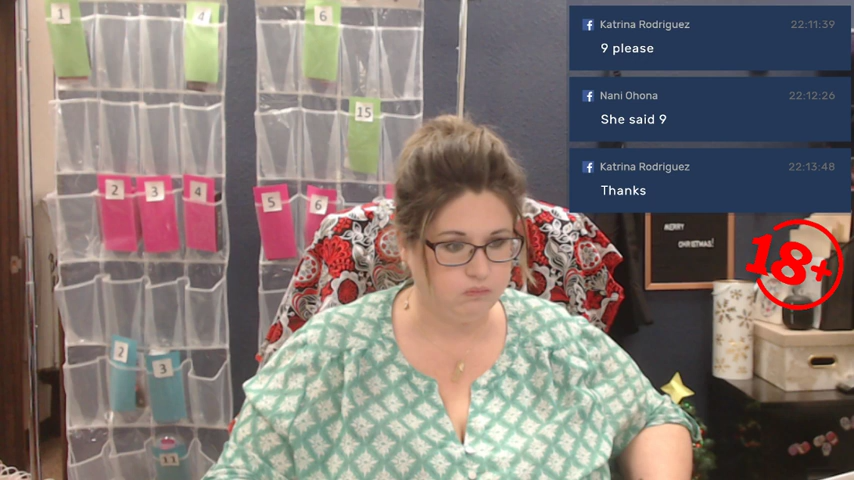 1
4
6
15
2
3
4
5
6
2
3
11
Katrina Rodriguez
22:11:39
9 please
Nani Ohona
22:12:26
She said 9
Katrina Rodriguez
22:13:48
Thanks
MERRY
CHRISTMAS!
18+